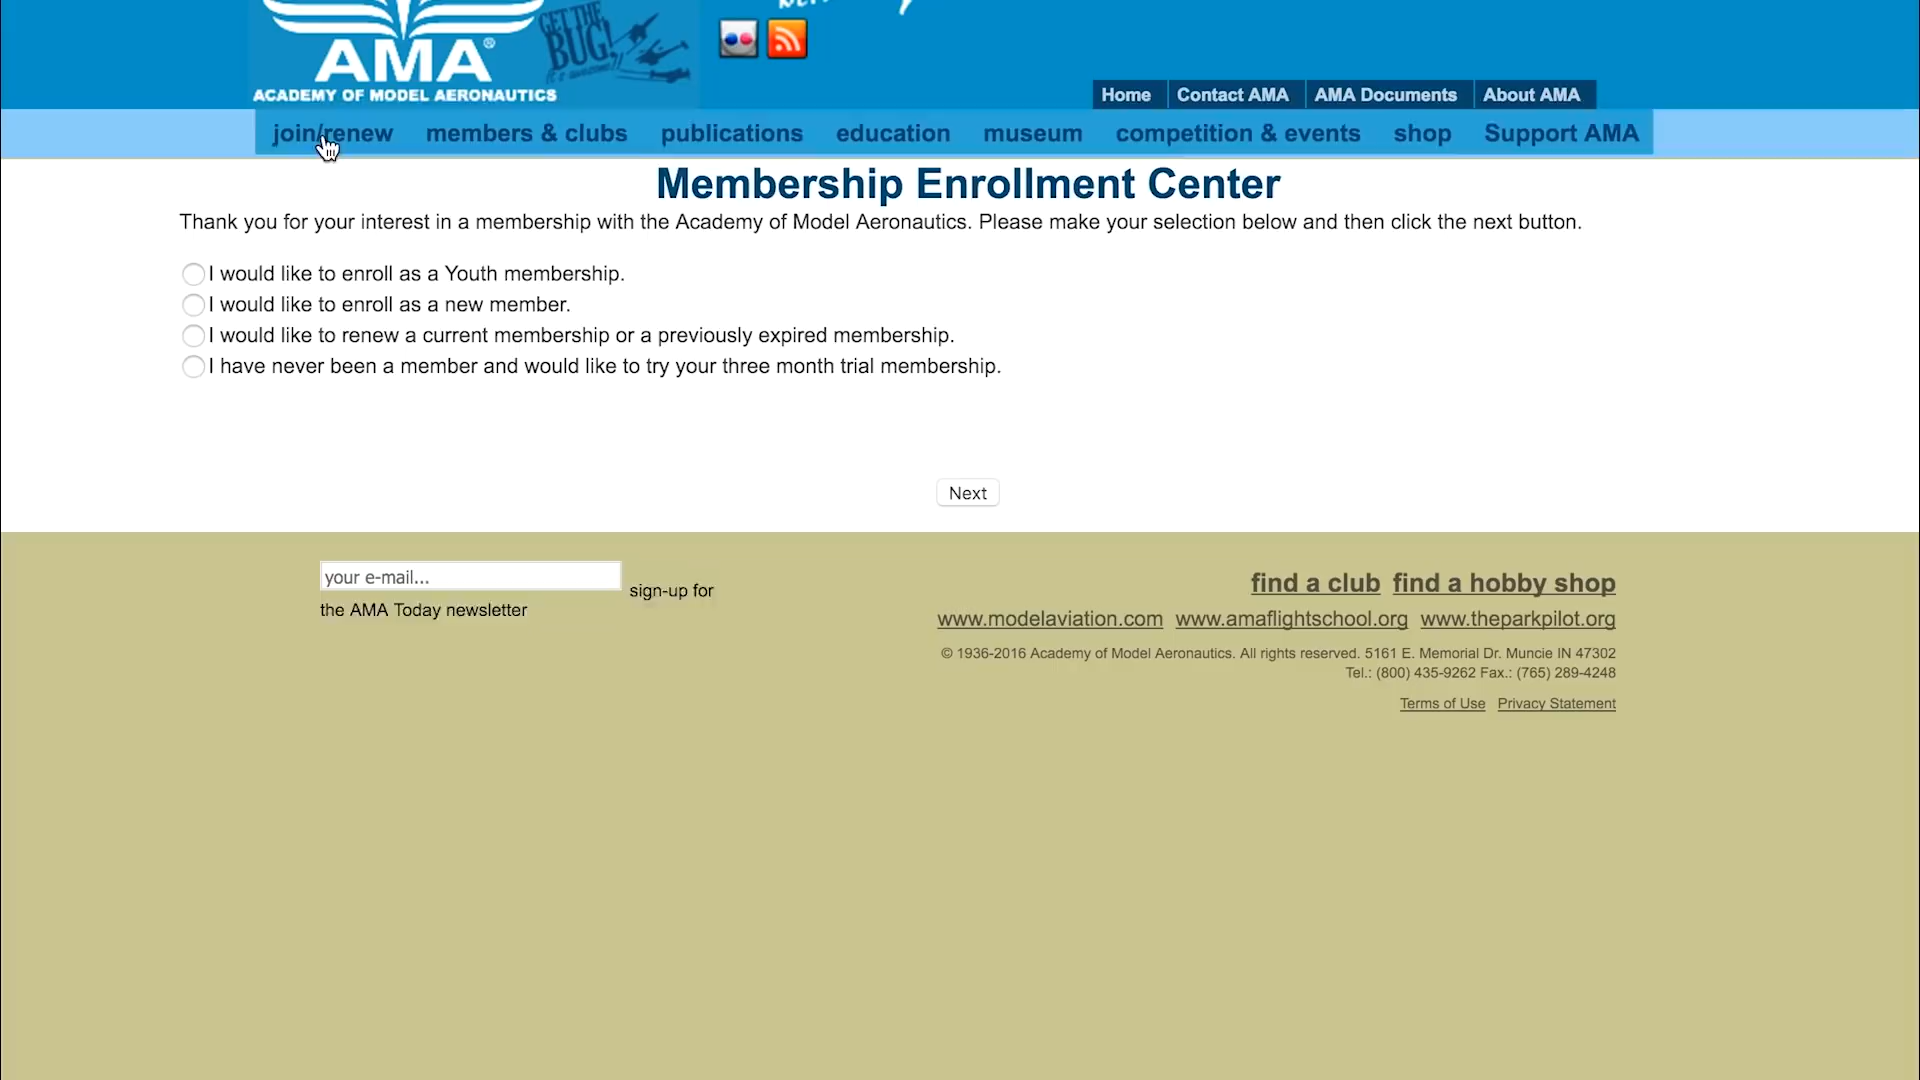 GET THE
BUG!
AMA®
ACADEMY OF MODEL AERONAUTICS
Home Contact AMA AMA Documents About AMA
join/renew members & clubs publications education museum competition & events shop Support AMA
Membership Enrollment Center
Thank you for your interest in a membership with the Academy of Model Aeronautics. Please make your selection below and then click the next button.
I would like to enroll as a Youth membership.
I would like to enroll as a new member.
I would like to renew a current membership or a previously expired membership.
I have never been a member and would like to try your three month trial membership.
Next
your e-mail...
sign-up for
the AMA Today newsletter
find a club find a hobby shop
www.modelaviation.com www.amaflightschool.org www.theparkpilot.org
© 1936-2016 Academy of Model Aeronautics. All rights reserved. 5161 E. Memorial Dr. Muncie IN 47302
Tel.: (800) 435-9262 Fax.: (765) 289-4248
Terms of Use Privacy Statement